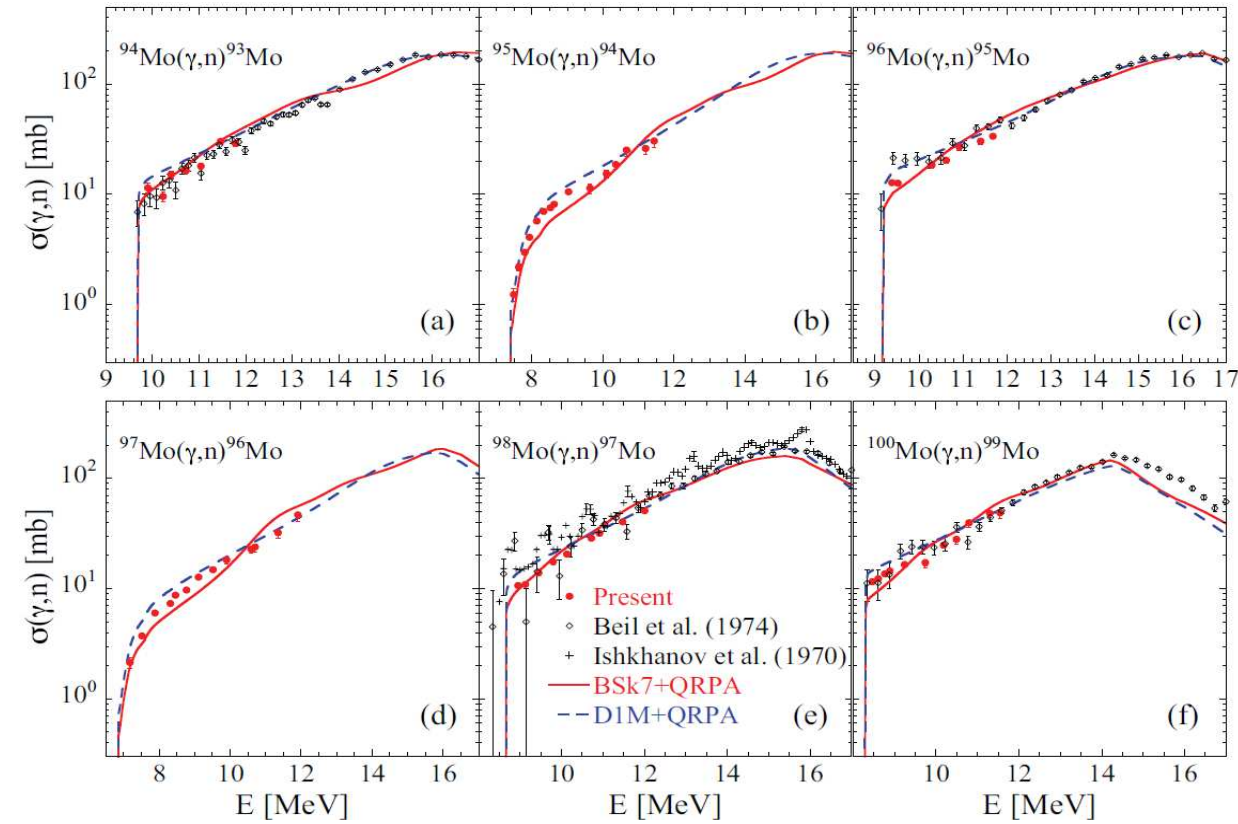 ⁹⁴Mo(γ,n)⁹³Mo
⁹⁵Mo(γ,n)⁹⁴Mo
⁹⁶Mo(γ,n)⁹⁵Mo
10²
10¹
10⁰
σ(γ,n) [mb]
(a)
(b)
(c)
9 10 11 12 13 14 15 16
8 10 12 14 16
9 10 11 12 13 14 15 16 17
⁹⁷Mo(γ,n)⁹⁶Mo
⁹⁸Mo(γ,n)⁹⁷Mo
¹⁰⁰Mo(γ,n)⁹⁹Mo
10²
10¹
10⁰
σ(γ,n) [mb]
Present
Beil et al. (1974)
Ishkhanov et al. (1970)
BSk7+QRPA
D1M+QRPA
(d)
(e)
(f)
8 10 12 14 16
10 12 14 16
10 12 14 16
E [MeV]
E [MeV]
E [MeV]